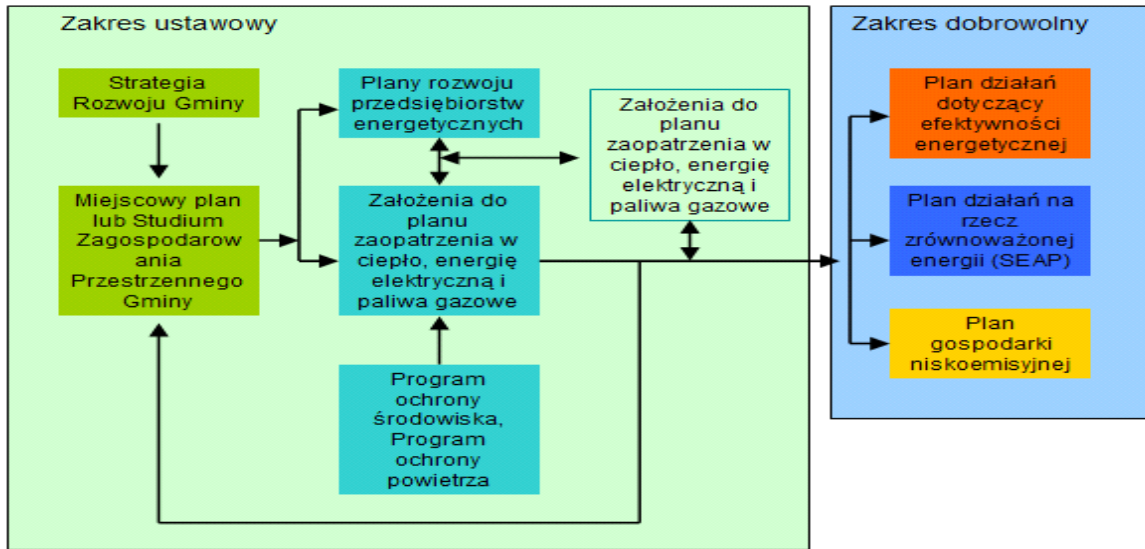 Zakres ustawowy
Strategia
Rozwoju Gminy
Miejscowy plan
lub Studium
Zagospodarow
ania
Przestrzennego
Gminy
Plany rozwoju
przedsiębiorstw
energetycznych
Założenia do
planu
zaopatrzenia w
ciepło, energię
elektryczną i
paliwa gazowe
Program
ochrony
środowiska,
Program
ochrony
powietrza
Założenia do
planu
zaopatrzenia w
ciepło, energię
elektryczną i
paliwa gazowe
Zakres dobrowolny
Plan działań
dotyczący
efektywności
energetycznej
Plan działań na
rzecz
zrównoważonej
energii (SEAP)
Plan
gospodarki
niskoemisyjnej